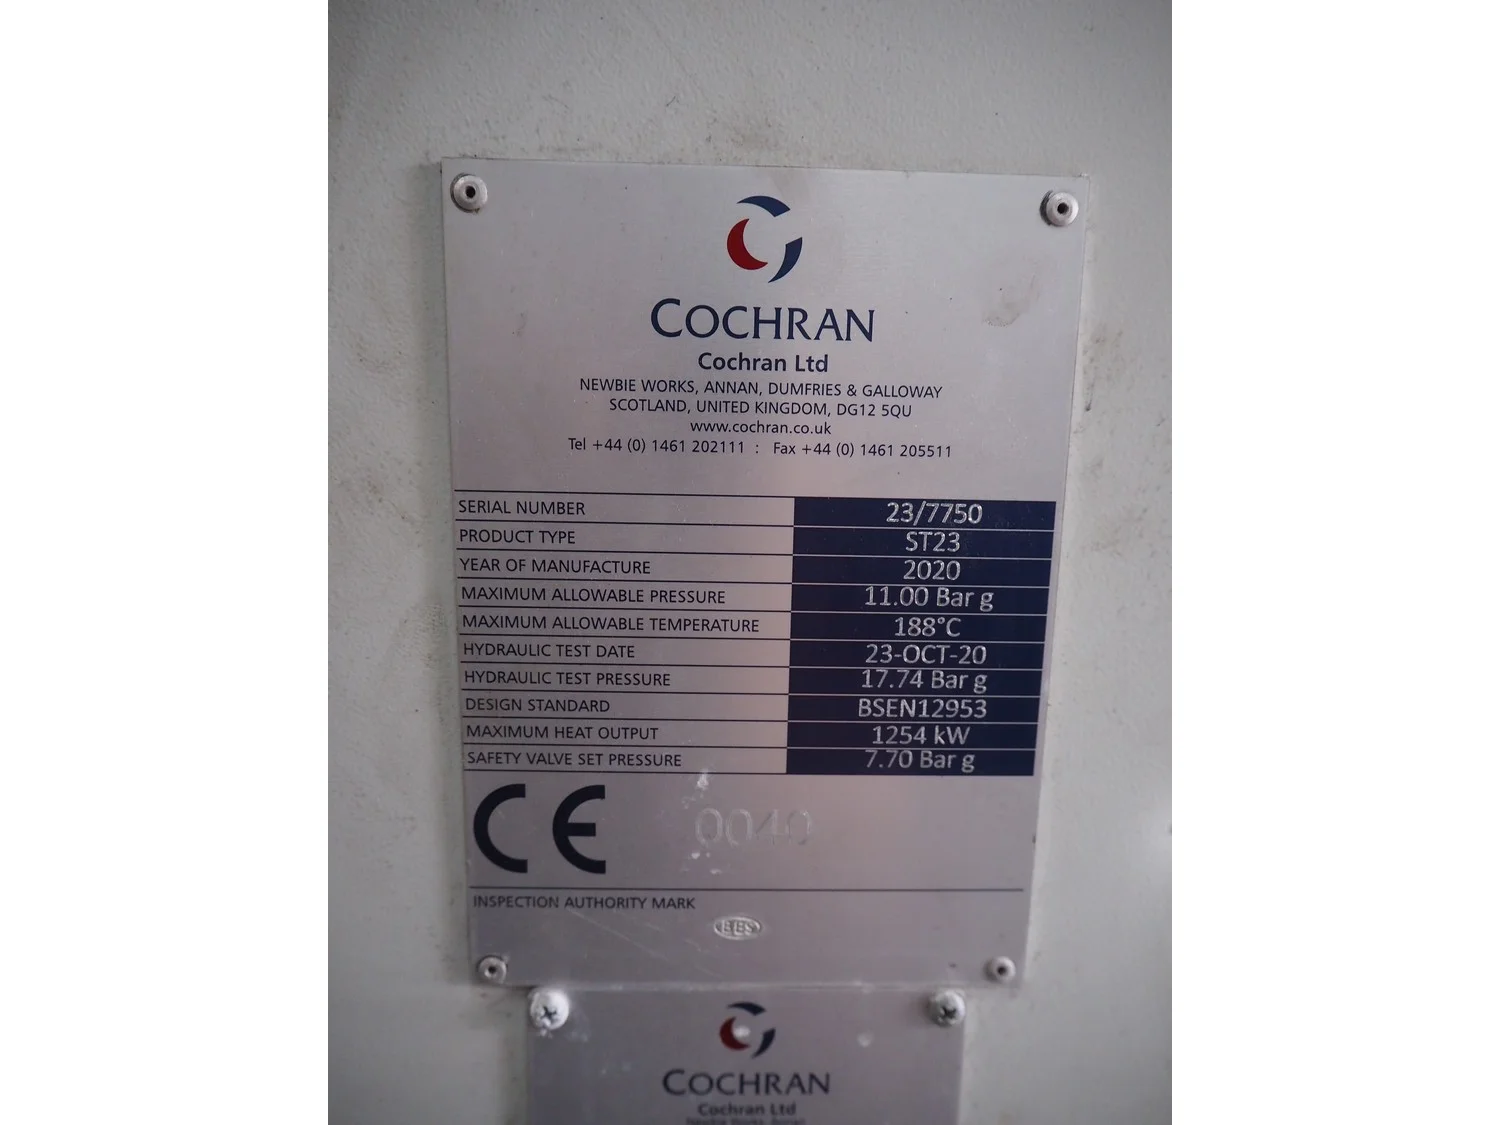 COCHRAN
Cochran Ltd
NEWBIE WORKS, ANNAN, DUMFRIES & GALLOWAY
SCOTLAND, UNITED KINGDOM, DG12 5QU
www.cochran.co.uk
Tel +44 (0) 1461 202111 : Fax +44 (0) 1461 205511
SERIAL NUMBER 23/7750
PRODUCT TYPE ST23
YEAR OF MANUFACTURE 2020
MAXIMUM ALLOWABLE PRESSURE 11.00 Bar g
MAXIMUM ALLOWABLE TEMPERATURE 188°C
HYDRAULIC TEST DATE 23-OCT-20
HYDRAULIC TEST PRESSURE 17.74 Bar g
DESIGN STANDARD BSEN12953
MAXIMUM HEAT OUTPUT 1254 kW
SAFETY VALVE SET PRESSURE 7.70 Bar g
CE 0040
INSPECTION AUTHORITY MARK
COCHRAN
Cochran Ltd
Newbie Works, Annan